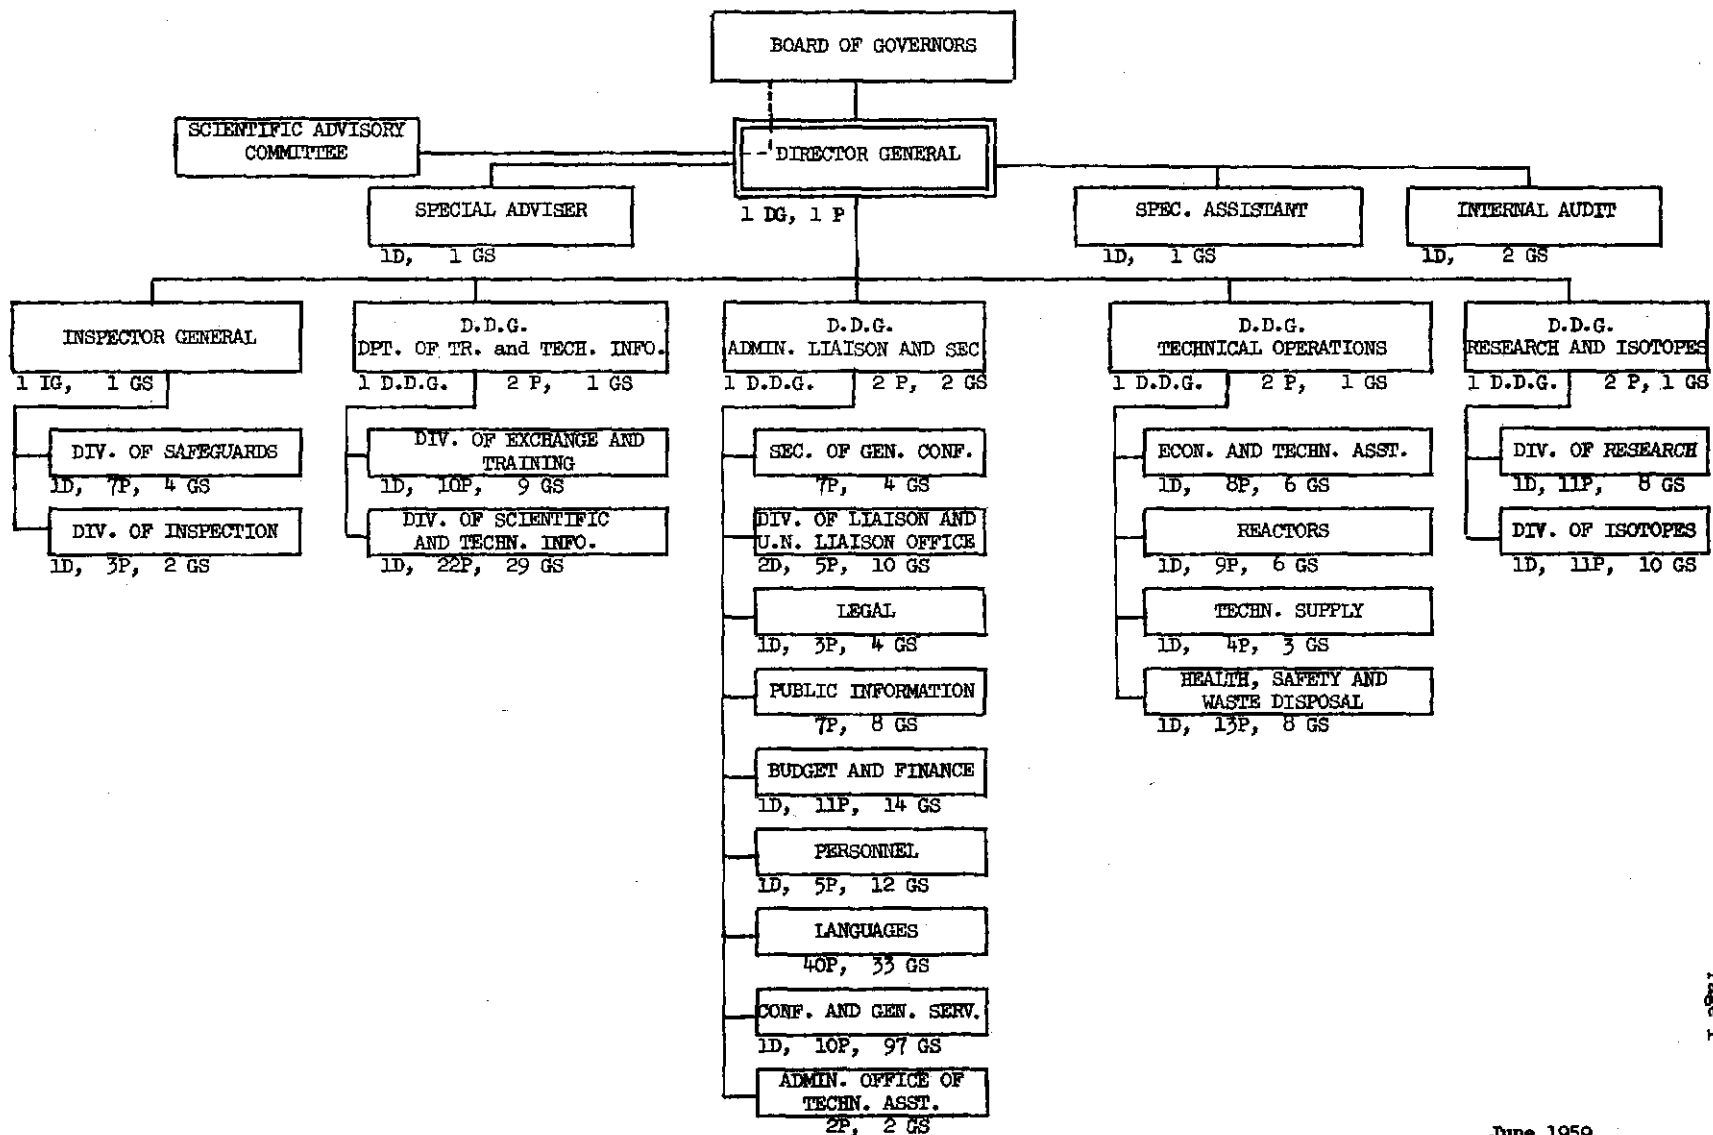 BOARD OF GOVERNORS
SCIENTIFIC ADVISORY
COMMITTEE
DIRECTOR GENERAL
1 DG, 1 P
SPECIAL ADVISER
1D, 1 GS
SPEC. ASSISTANT
1D, 1 GS
INTERNAL AUDIT
1D, 2 GS
INSPECTOR GENERAL
1 IG, 1 GS
DIV. OF SAFEGUARDS
1D, 7P, 4 GS
DIV. OF INSPECTION
1D, 3P, 2 GS
D.D.G.
DPT. OF TR. and TECH. INFO.
1 D.D.G. 2 P, 1 GS
DIV. OF EXCHANGE AND
TRAINING
1D, 10P, 9 GS
DIV. OF SCIENTIFIC
AND TECHN. INFO.
1D, 22P, 29 GS
D.D.G.
ADMIN. LIAISON AND SEC
1 D.D.G. 2 P, 2 GS
SEC. OF GEN. CONF.
7P, 4 GS
DIV. OF LIAISON AND
U.N. LIAISON OFFICE
2D, 5P, 10 GS
LEGAL
1D, 3P, 4 GS
PUBLIC INFORMATION
7P, 8 GS
BUDGET AND FINANCE
1D, 11P, 14 GS
PERSONNEL
1D, 5P, 12 GS
LANGUAGES
40P, 33 GS
CONF. AND GEN. SERV.
1D, 10P, 97 GS
ADMIN. OFFICE OF
TECHN. ASST.
2P, 2 GS
D.D.G.
TECHNICAL OPERATIONS
1 D.D.G. 2 P, 1 GS
ECON. AND TECHN. ASST.
1D, 8P, 6 GS
REACTORS
1D, 9P, 6 GS
TECHN. SUPPLY
1D, 4P, 3 GS
HEALTH, SAFETY AND
WASTE DISPOSAL
1D, 13P, 8 GS
D.D.G.
RESEARCH AND ISOTOPES
1 D.D.G. 2 P, 1 GS
DIV. OF RESEARCH
1D, 11P, 8 GS
DIV. OF ISOTOPES
1D, 11P, 10 GS
June 1959